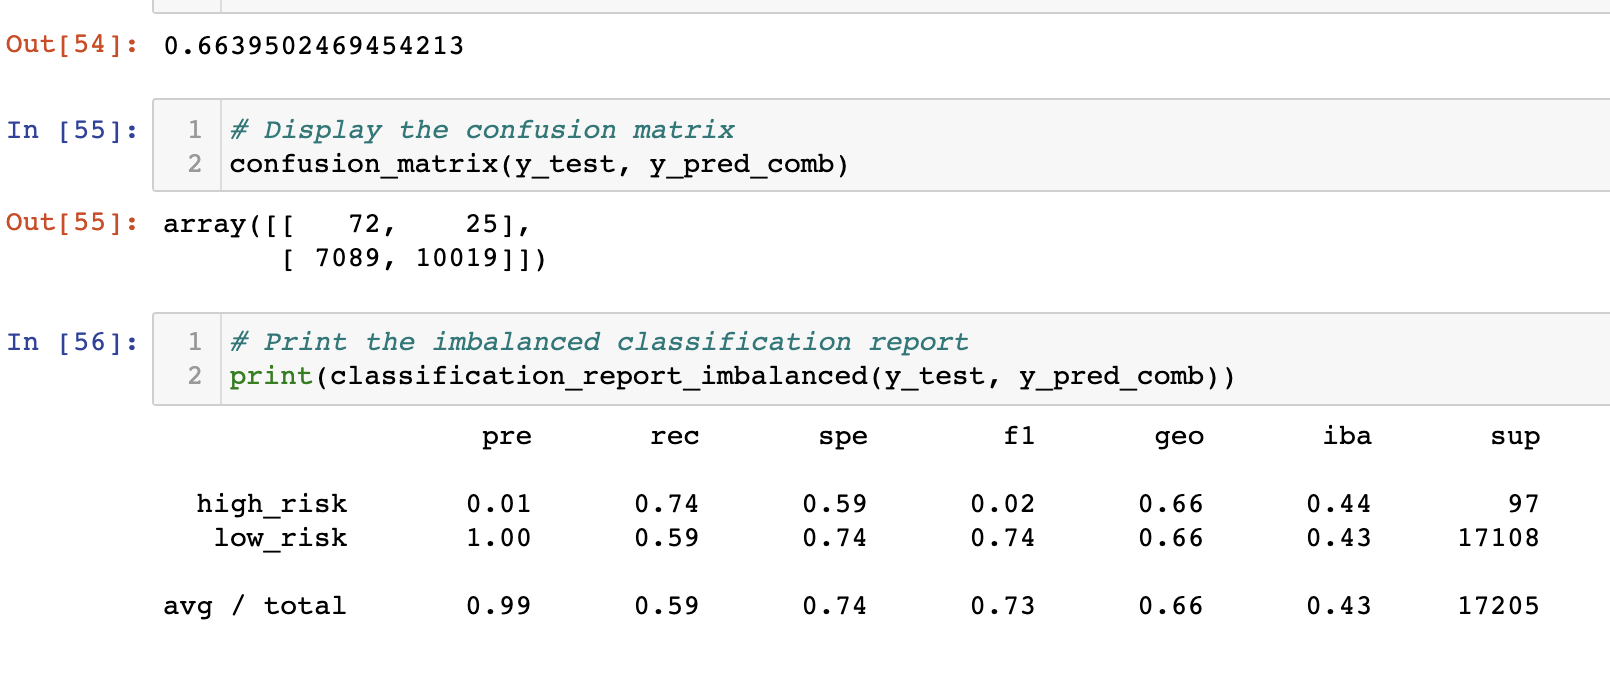 Out[54]: 0.6639502469454213
In [55]: 1 # Display the confusion matrix
2 confusion_matrix(y_test, y_pred_comb)
Out[55]: array([[   72,    25],
       [ 7089, 10019]])
In [56]: 1 # Print the imbalanced classification report
2 print(classification_report_imbalanced(y_test, y_pred_comb))
pre rec spe f1 geo iba sup
high_risk 0.01 0.74 0.59 0.02 0.66 0.44 97
low_risk 1.00 0.59 0.74 0.74 0.66 0.43 17108
avg / total 0.99 0.59 0.74 0.73 0.66 0.43 17205